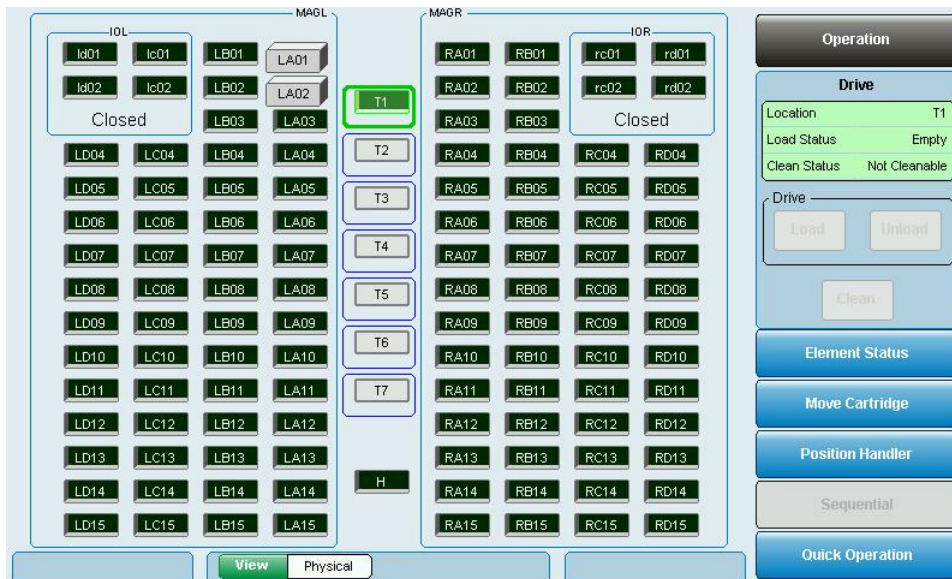 MAGL MAGR
IOL IOR
ld01 lc01 LB01 LA01 RA01 RB01 rc01 rd01
ld02 lc02 LB02 LA02 RA02 RB02 rc02 rd02
Closed LB03 LA03 T1 RA03 RB03 Closed
LD04 LC04 LB04 LA04 T2 RA04 RB04 RC04 RD04
LD05 LC05 LB05 LA05 T3 RA05 RB05 RC05 RD05
LD06 LC06 LB06 LA06 RA06 RB06 RC06 RD06
LD07 LC07 LB07 LA07 T4 RA07 RB07 RC07 RD07
LD08 LC08 LB08 LA08 T5 RA08 RB08 RC08 RD08
LD09 LC09 LB09 LA09 RA09 RB09 RC09 RD09
LD10 LC10 LB10 LA10 T6 RA10 RB10 RC10 RD10
LD11 LC11 LB11 LA11 T7 RA11 RB11 RC11 RD11
LD12 LC12 LB12 LA12 RA12 RB12 RC12 RD12
LD13 LC13 LB13 LA13 RA13 RB13 RC13 RD13
LD14 LC14 LB14 LA14 H RA14 RB14 RC14 RD14
LD15 LC15 LB15 LA15 RA15 RB15 RC15 RD15
View Physical
Operation
Drive
Location T1
Load Status Empty
Clean Status Not Cleanable
Drive
Load Unload
Clean
Element Status
Move Cartridge
Position Handler
Sequential
Quick Operation